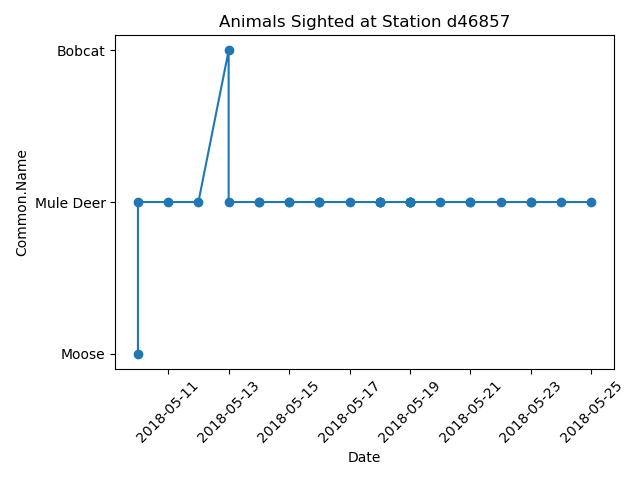 Animals Sighted at Station d46857
Common.Name
Bobcat
Mule Deer
Moose
2018-05-11
2018-05-13
2018-05-15
2018-05-17
2018-05-19
2018-05-21
2018-05-23
2018-05-25
Date